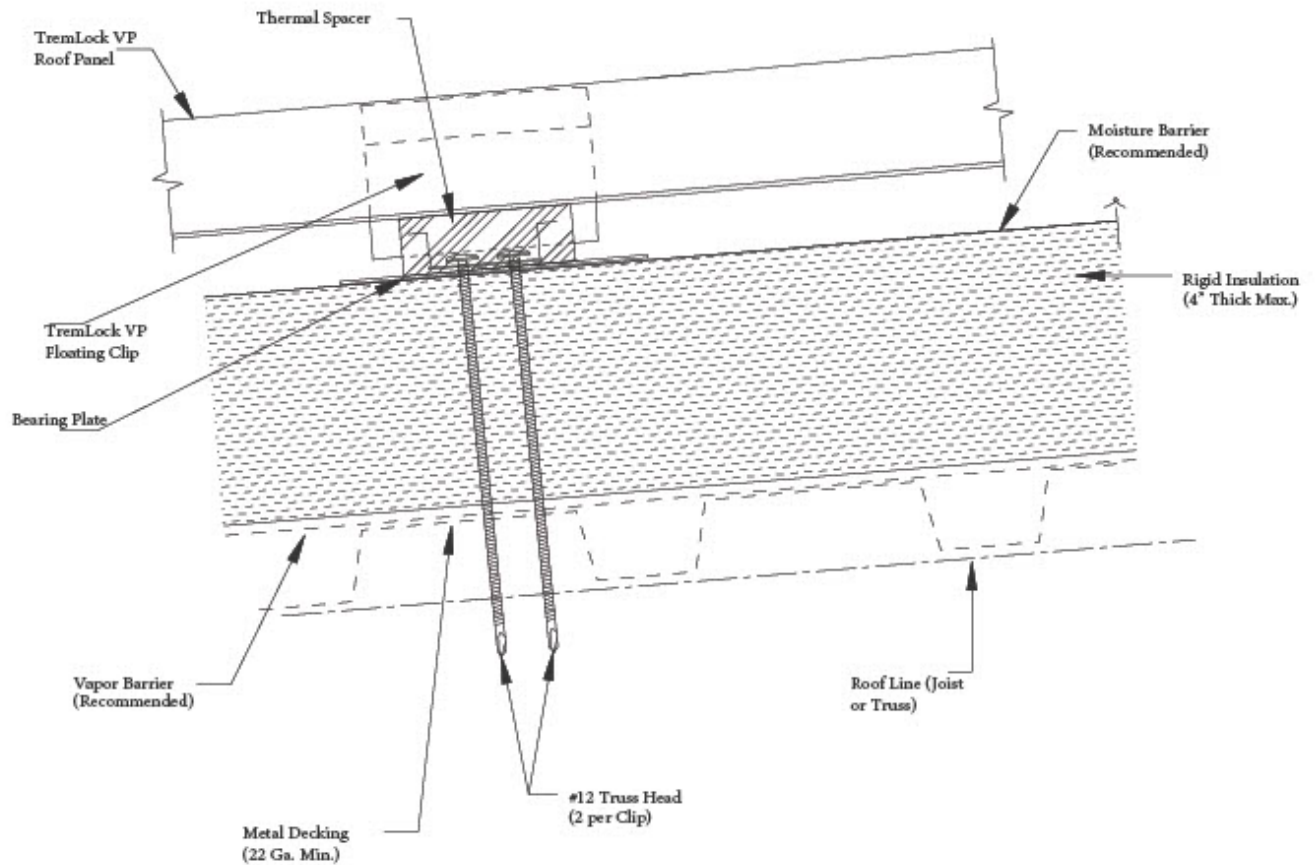 Thermal Spacer
TremLock VP
Roof Panel
Moisture Barrier
(Recommended)
Rigid Insulation
(4" Thick Max.)
TremLock VP
Floating Clip
Bearing Plate
Vapor Barrier
(Recommended)
Roof Line (Joist
or Truss)
#12 Truss Head
(2 per Clip)
Metal Decking
(22 Ga. Min.)